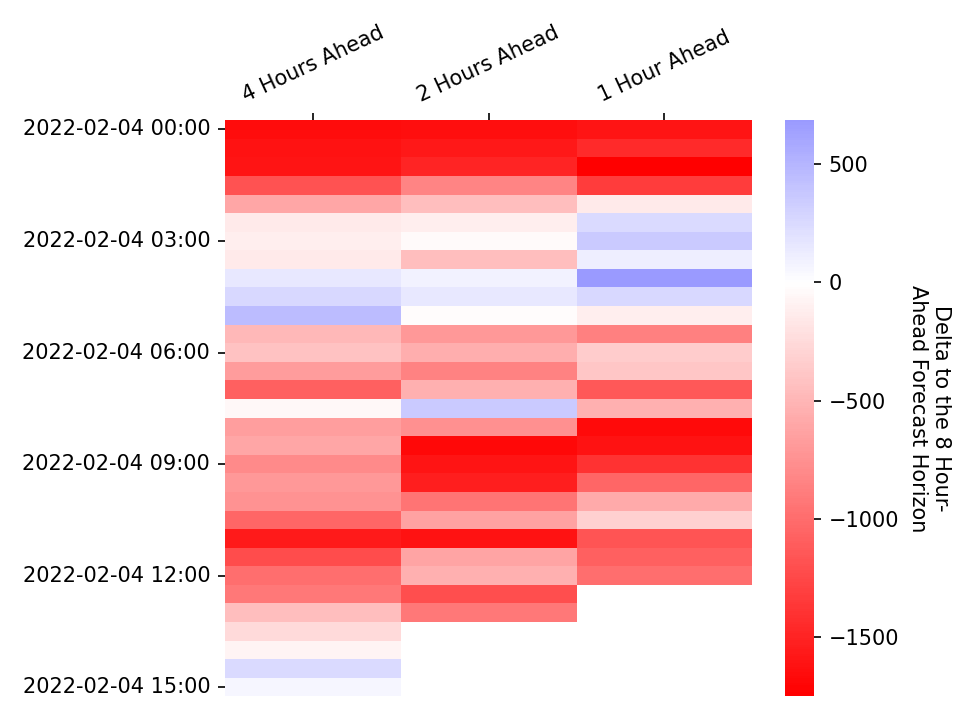 4 Hours Ahead
2 Hours Ahead
1 Hour Ahead
2022-02-04 00:00
2022-02-04 03:00
2022-02-04 06:00
2022-02-04 09:00
2022-02-04 12:00
2022-02-04 15:00
500
0
−500
−1000
−1500
Delta to the 8 Hour-
Ahead Forecast Horizon